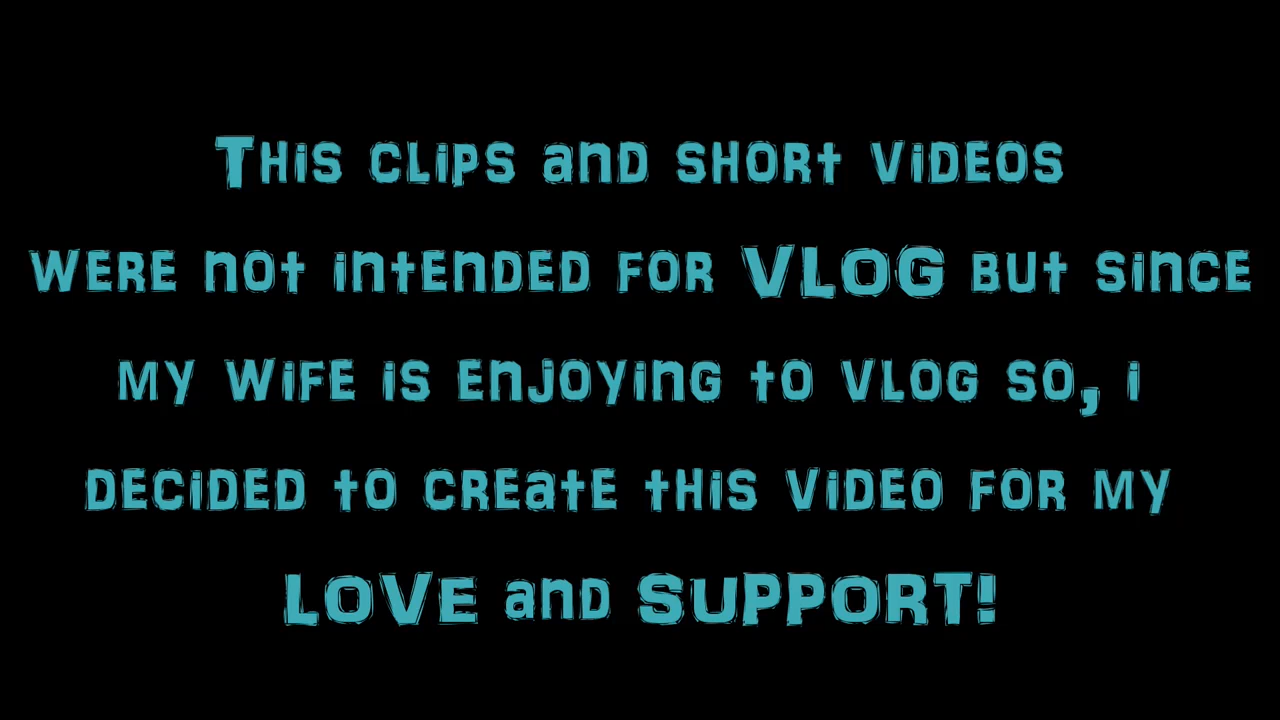 This clips and short videos
were not intended for VLOG but since
my wife is enjoying to vlog so, i
decided to create this video for my
LOVE and SUPPORT!